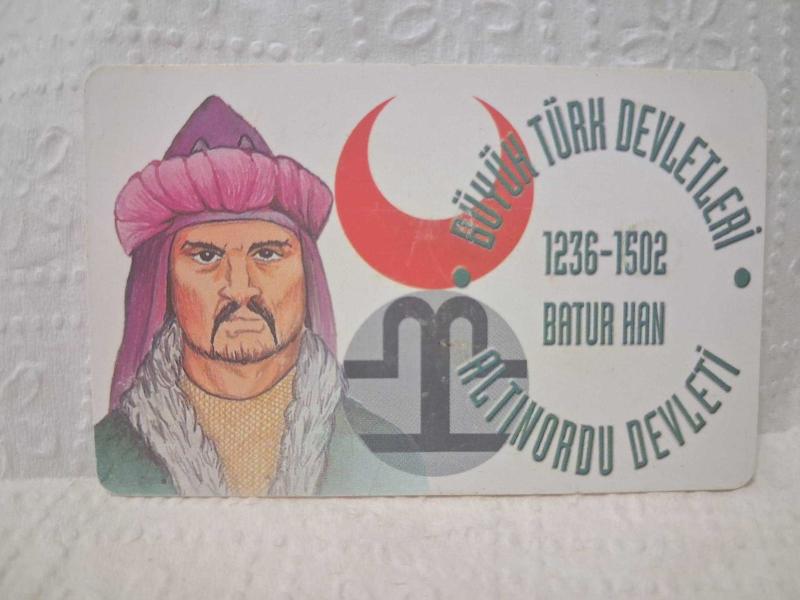 BÜYÜK TÜRK DEVLETLERİ
1236-1502
BATUR HAN
ALTINORDU DEVLETİ